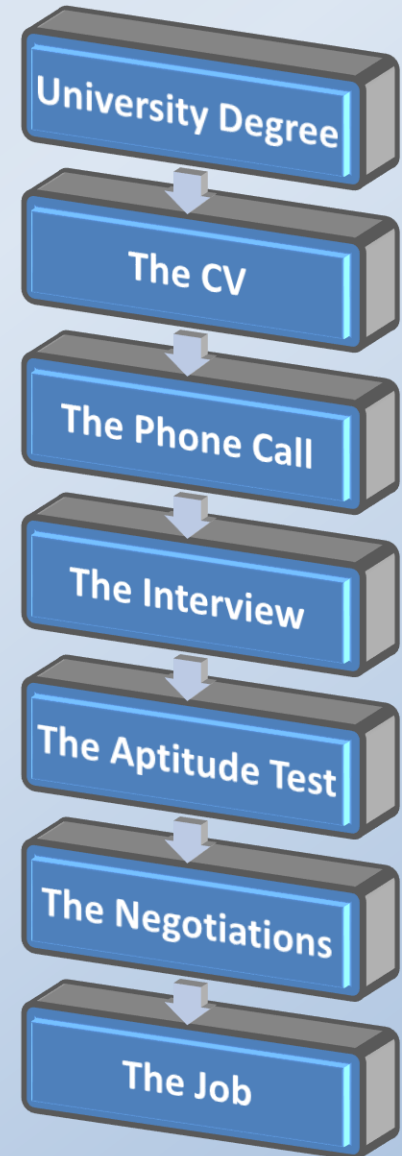 University Degree
The CV
The Phone Call
The Interview
The Aptitude Test
The Negotiations
The Job